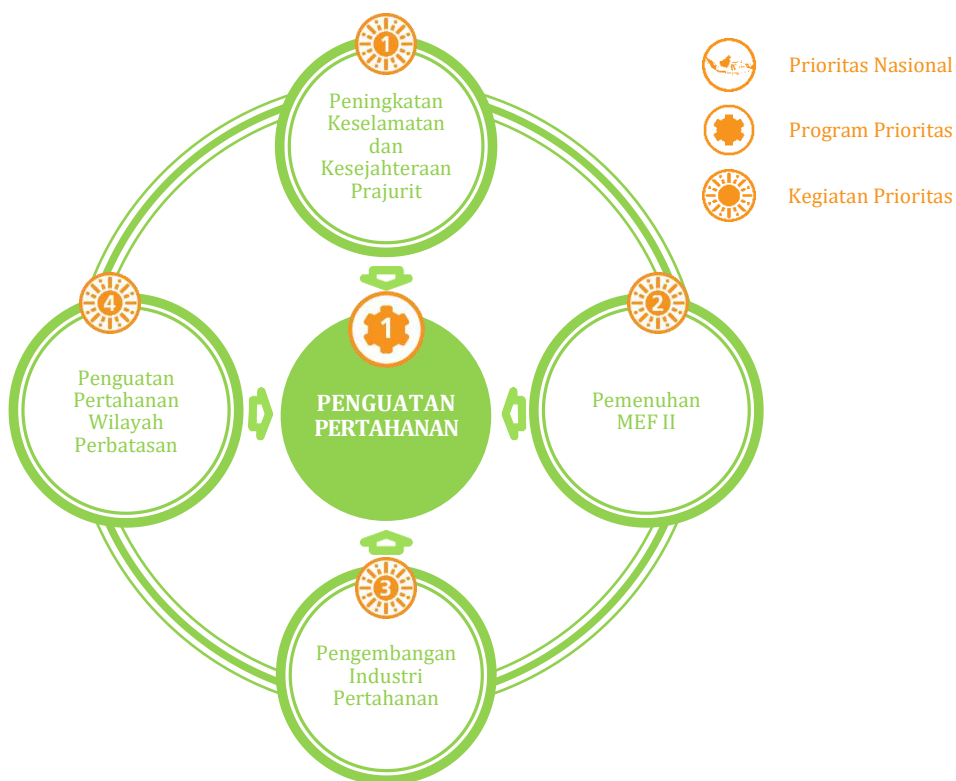 1
Peningkatan
Keselamatan
dan
Kesejahteraan
Prajurit
Prioritas Nasional
Program Prioritas
Kegiatan Prioritas
4
Penguatan
Pertahanan
Wilayah
Perbatasan
1
PENGUATAN
PERTAHANAN
2
Pemenuhan
MEF II
3
Pengembangan
Industri
Pertahanan